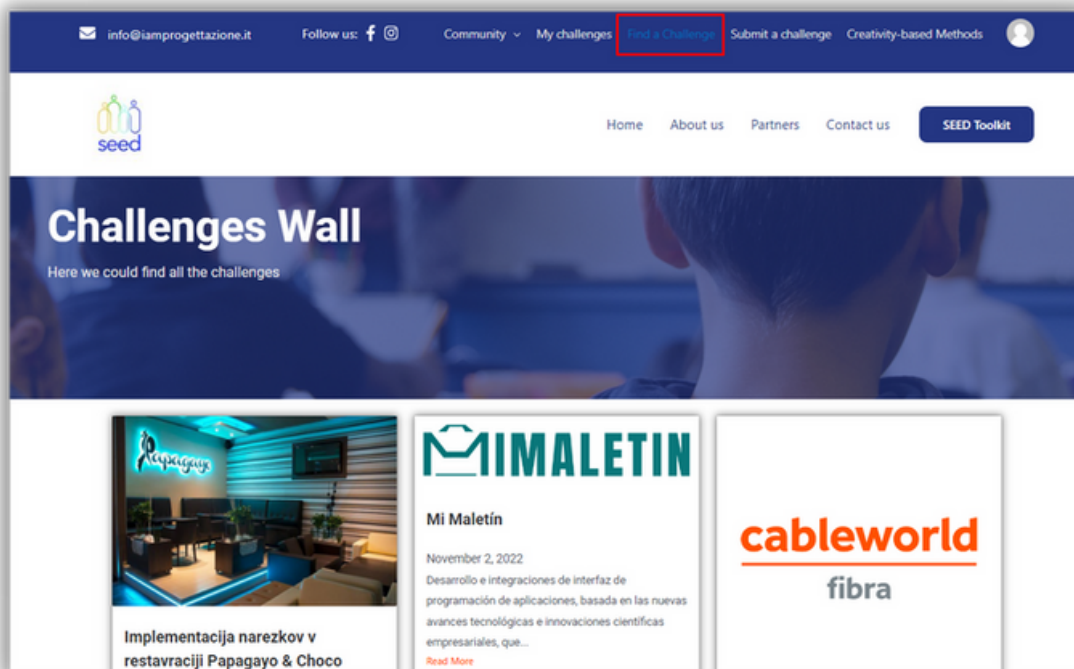 info@iamprogettazione.it Follow us: Community My challenges Find a Challenge Submit a challenge Creativity-based Methods
seed
Home About us Partners Contact us SEED Toolkit
Challenges Wall
Here we could find all the challenges
Papagayo
Implementacija narezkov v
restavraciji Papagayo & Choco
MIMALETIN
Mi Maletín
November 2, 2022
Desarrollo e integraciones de interfaz de
programación de aplicaciones, basada en las nuevas
avances tecnológicas e innovaciones científicas
empresariales, que...
Read More
cableworld
fibra